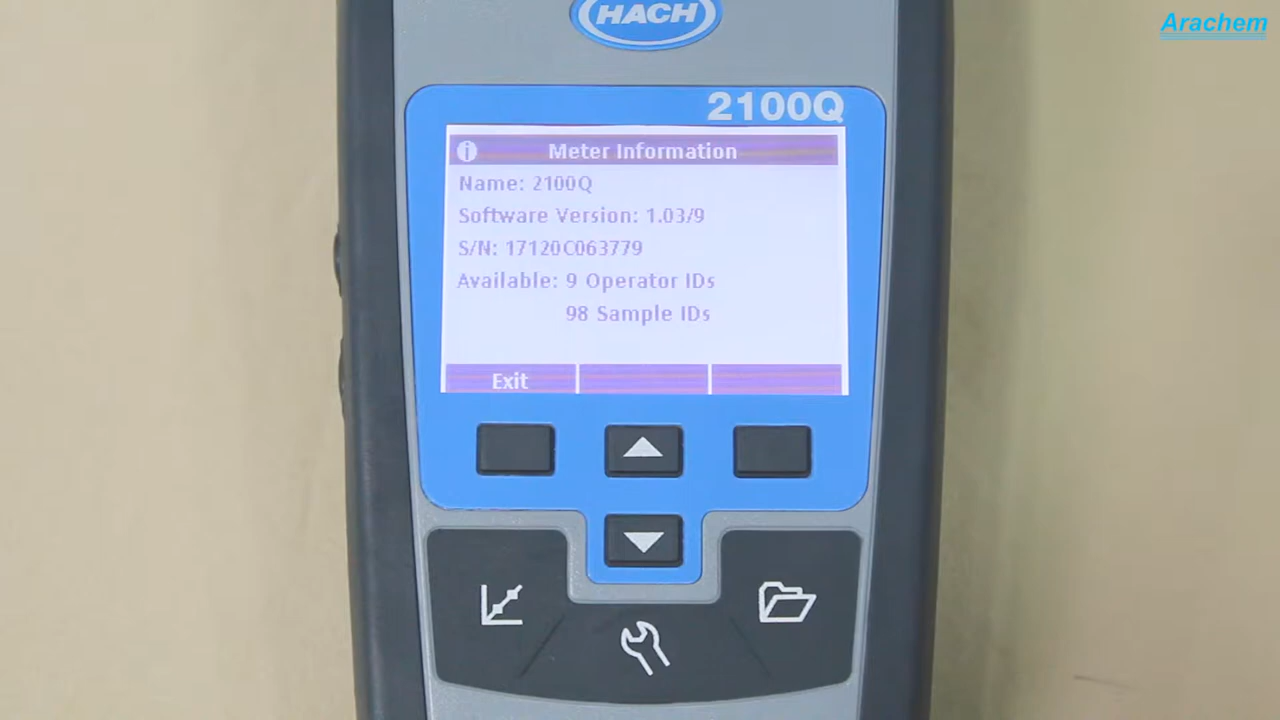 HACH
Arachem
2100Q
Meter Information
Name: 2100Q
Software Version: 1.03/9
S/N: 17120C063779
Available: 9 Operator IDs
98 Sample IDs
Exit